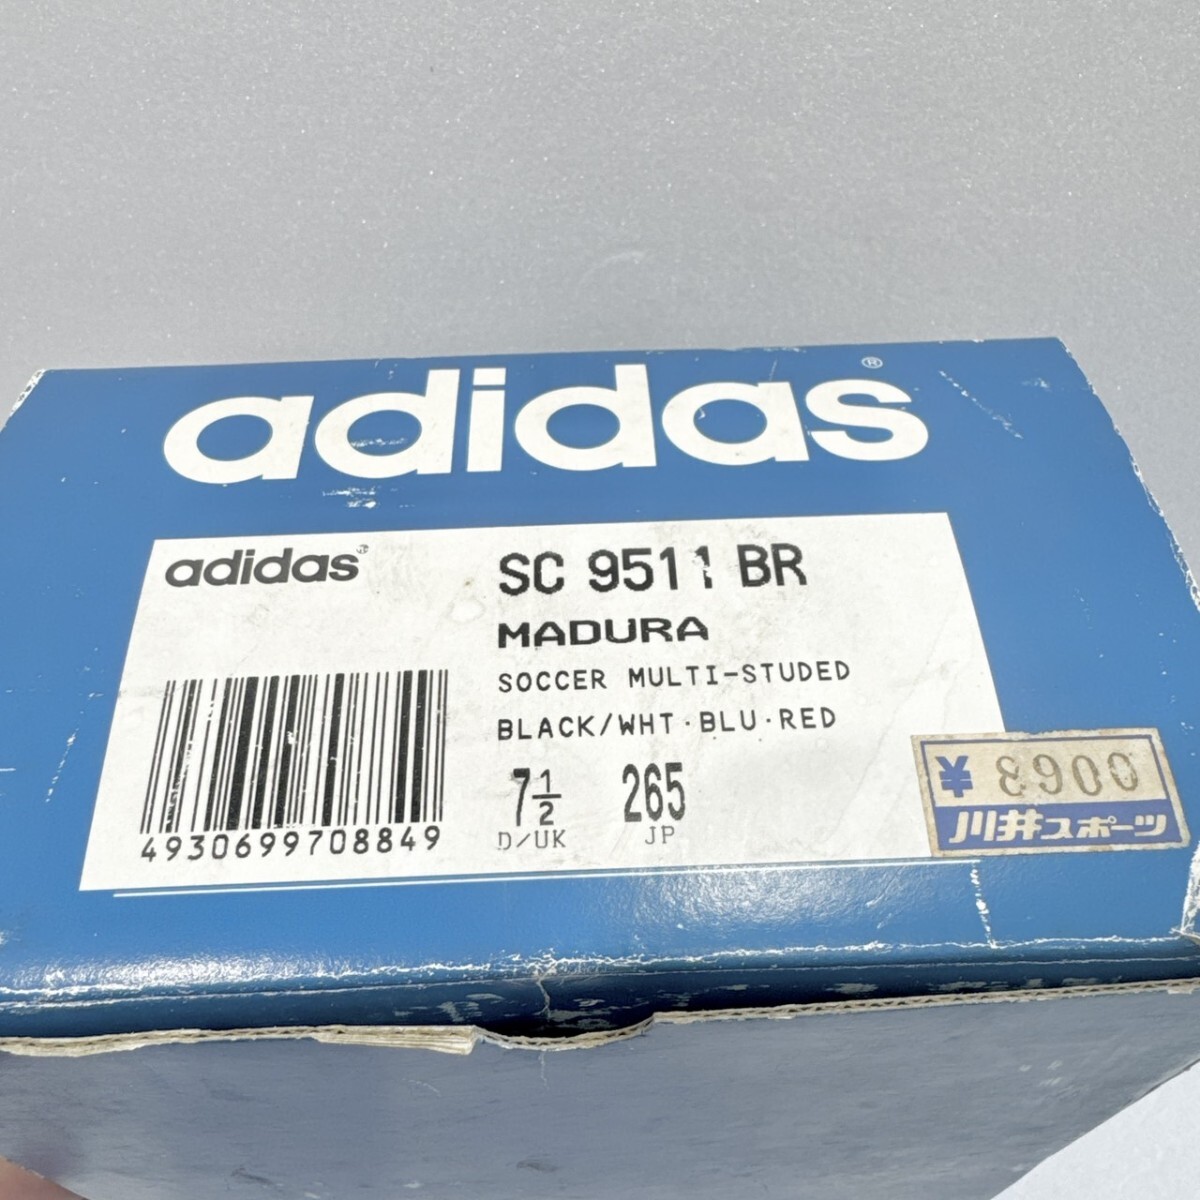 adidas®
adidas®
SC 9511 BR
MADURA
SOCCER MULTI-STUDED
BLACK/WHT·BLU·RED
7½ 265
D/UK JP
4930699708849
¥ 8900
川井スポーツ